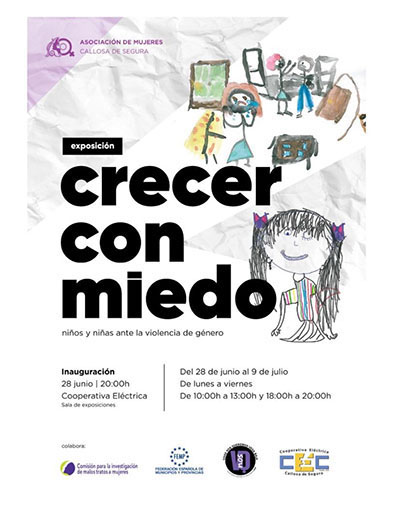 ASOCIACIÓN DE MUJERES
CALLOSA DE SEGURA
exposición
crecer
con
miedo
niños y niñas ante la violencia de género
Inauguración
28 junio | 20:00h
Cooperativa Eléctrica
Sala de exposiciones
Del 28 de junio al 9 de julio
De lunes a viernes
De 10:00h a 13:00h y 18:00h a 20:00h
colabora:
Comisión para la investigación
de malos tratos a mujeres
FEMP
FEDERACIÓN ESPAÑOLA DE
MUNICIPIOS Y PROVINCIAS
Cooperativa Eléctrica
CEC
Callosa de Segura